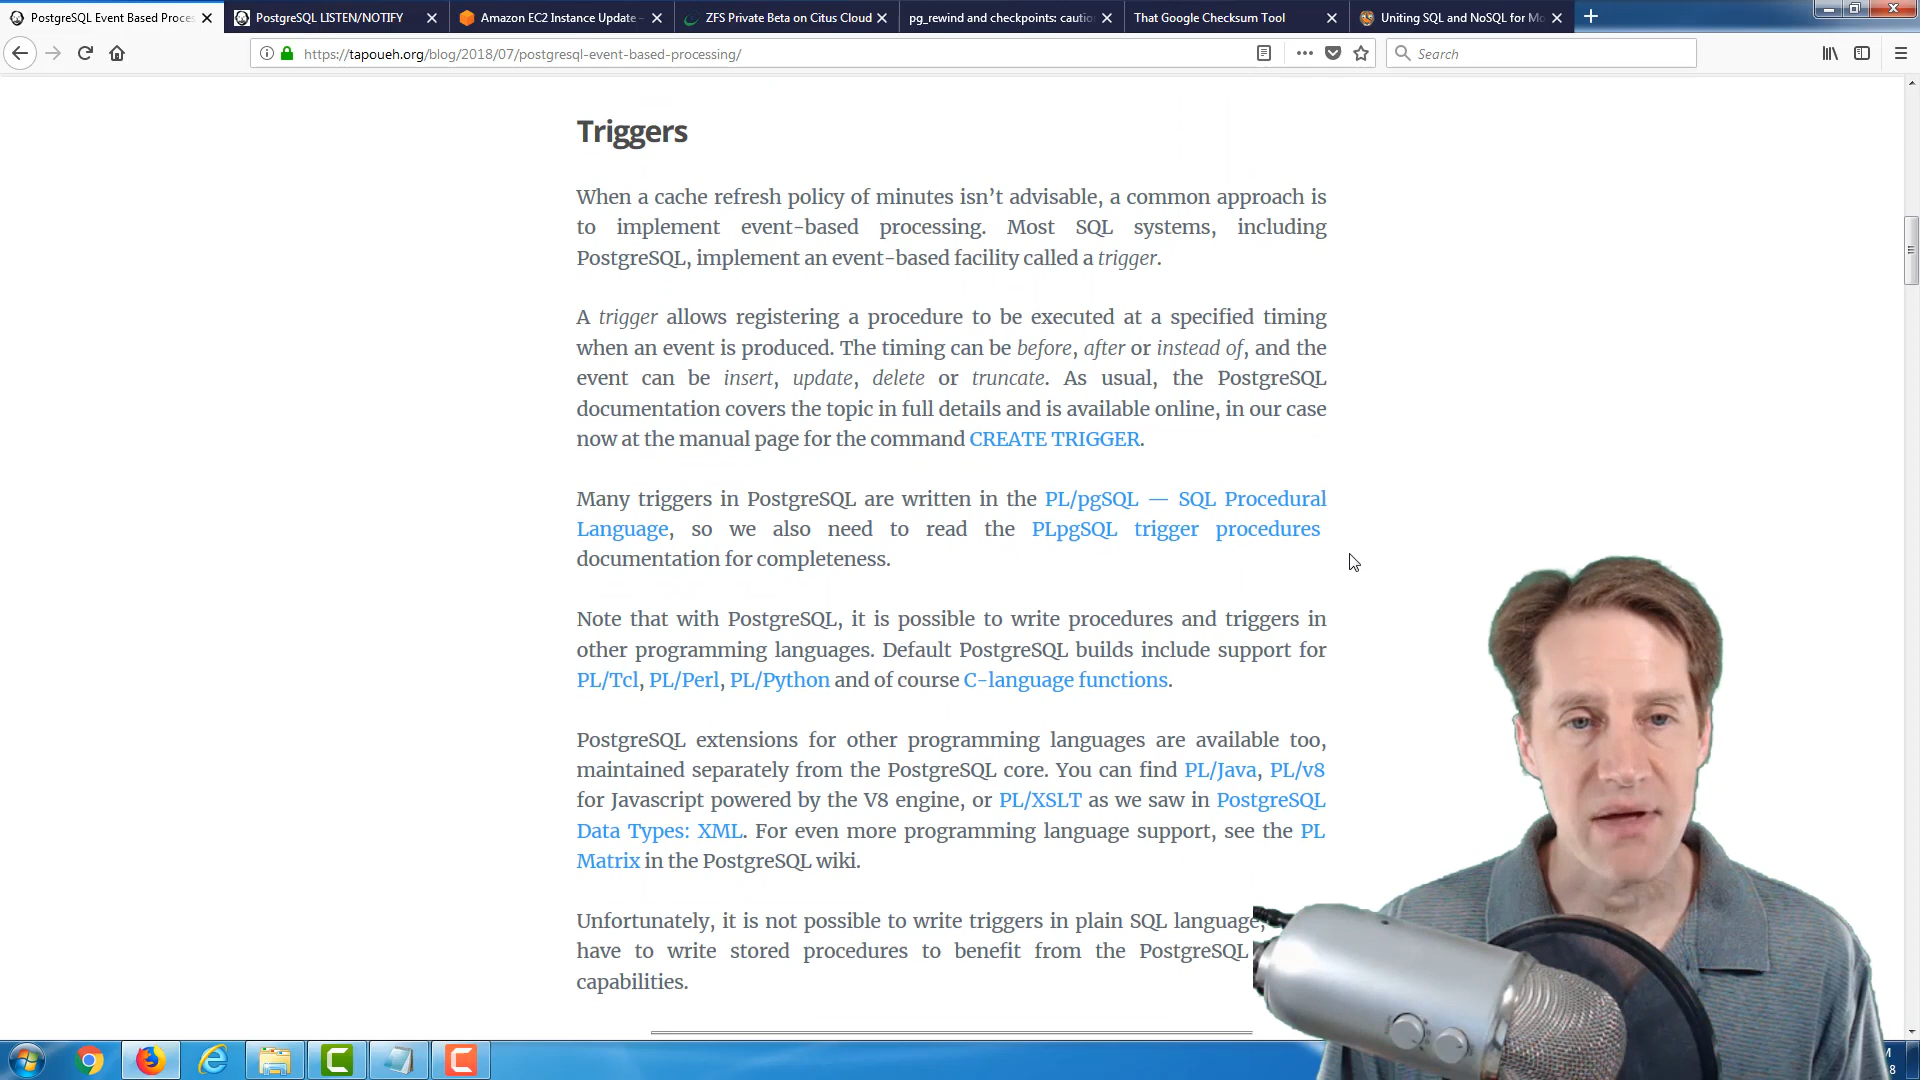 PostgreSQL Event Based Proces
PostgreSQL LISTEN/NOTIFY
Amazon EC2 Instance Update -
ZFS Private Beta on Citus Cloud
pg_rewind and checkpoints: cautio
That Google Checksum Tool
Uniting SQL and NoSQL for Mo
https://tapoueh.org/blog/2018/07/postgresql-event-based-processing/
Search
Triggers
When a cache refresh policy of minutes isn’t advisable, a common approach is
to implement event-based processing. Most SQL systems, including
PostgreSQL, implement an event-based facility called a trigger.
A trigger allows registering a procedure to be executed at a specified timing
when an event is produced. The timing can be before, after or instead of, and the
event can be insert, update, delete or truncate. As usual, the PostgreSQL
documentation covers the topic in full details and is available online, in our case
now at the manual page for the command CREATE TRIGGER.
Many triggers in PostgreSQL are written in the PL/pgSQL — SQL Procedural
Language, so we also need to read the PLpgSQL trigger procedures
documentation for completeness.
Note that with PostgreSQL, it is possible to write procedures and triggers in
other programming languages. Default PostgreSQL builds include support for
PL/Tcl, PL/Perl, PL/Python and of course C-language functions.
PostgreSQL extensions for other programming languages are available too,
maintained separately from the PostgreSQL core. You can find PL/Java, PL/v8
for Javascript powered by the V8 engine, or PL/XSLT as we saw in PostgreSQL
Data Types: XML. For even more programming language support, see the PL
Matrix in the PostgreSQL wiki.
Unfortunately, it is not possible to write triggers in plain SQL language,
have to write stored procedures to benefit from the PostgreSQL
capabilities.
M
8